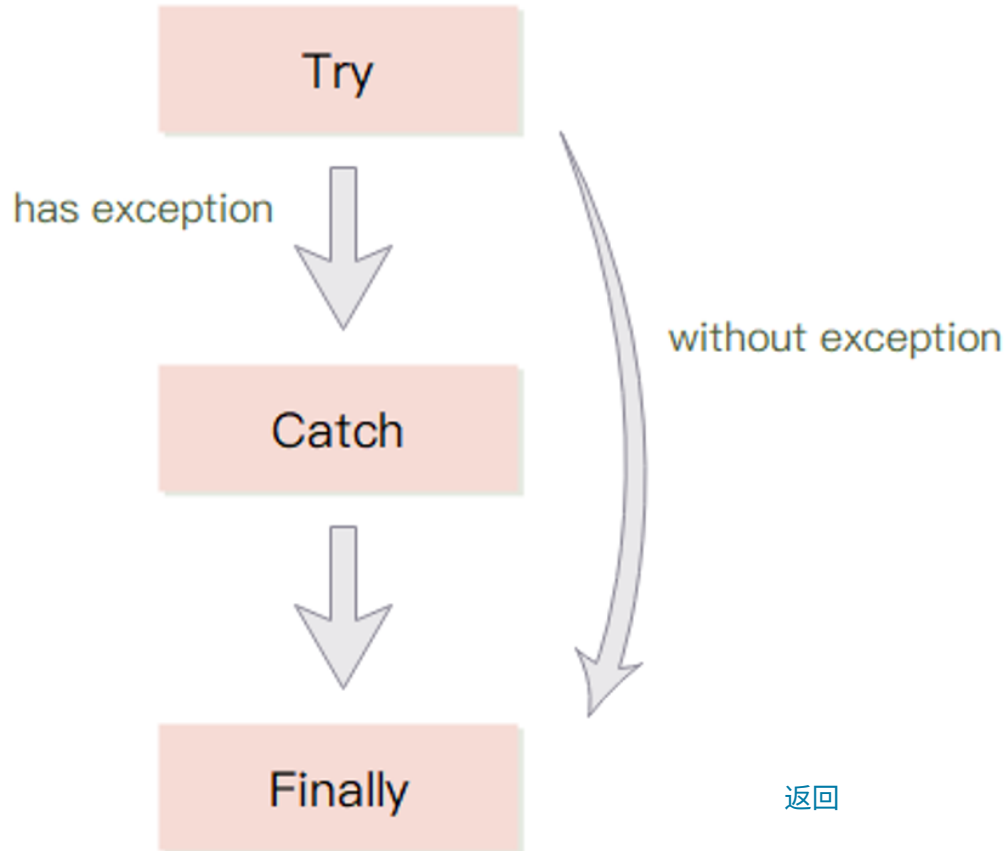 Try
has exception
without exception
Catch
Finally
返回